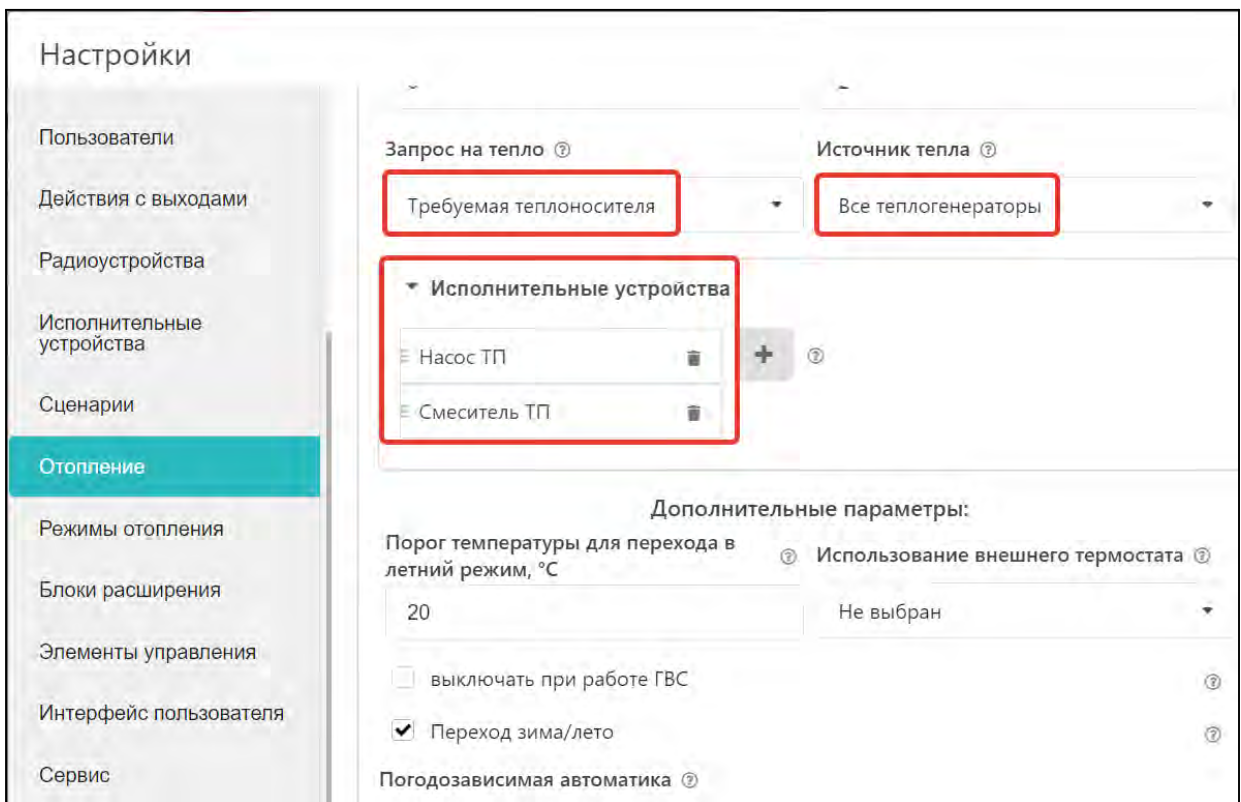 Настройки
Пользователи
Действия с выходами
Радиоустройства
Исполнительные
устройства
Сценарии
Отопление
Режимы отопления
Блоки расширения
Элементы управления
Интерфейс пользователя
Сервис
Запрос на тепло
Источник тепла
Требуемая теплоносителя
Все теплогенераторы
Исполнительные устройства
Насос ТП
+
Смеситель ТП
Дополнительные параметры:
Порог температуры для перехода в
летний режим, °С
Использование внешнего термостата
20
Не выбран
выключать при работе ГВС
Переход зима/лето
Погодозависимая автоматика